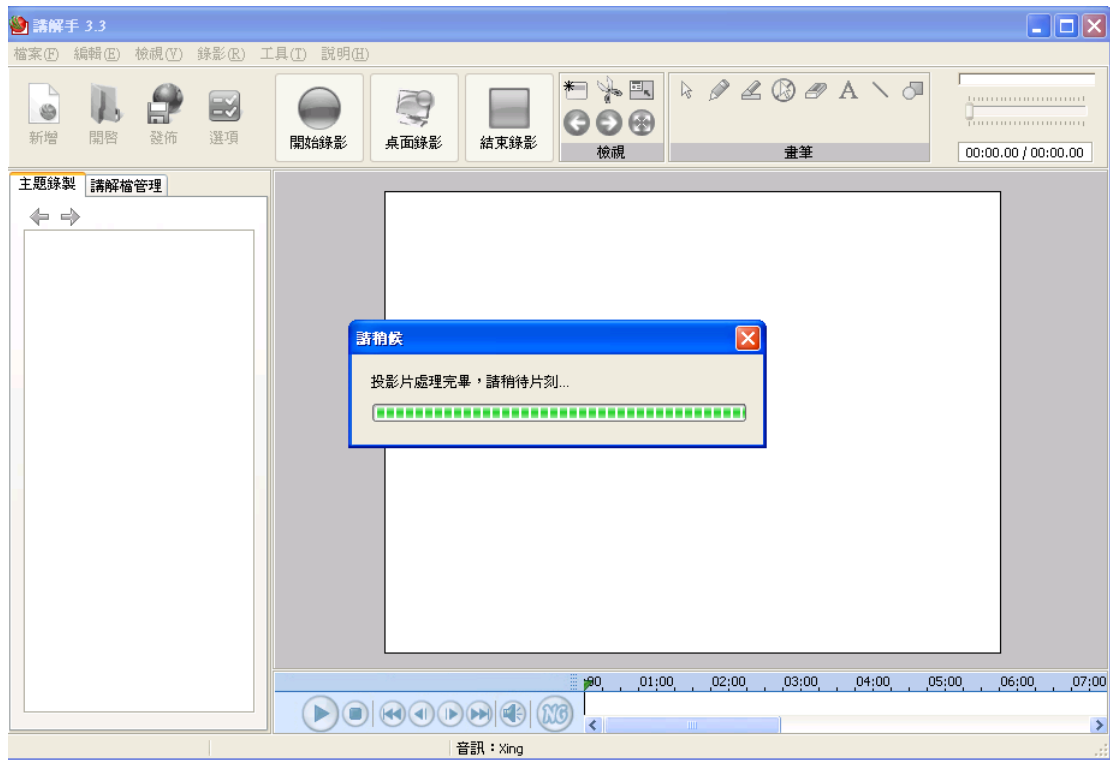 講解手 3.3
檔案(F) 編輯(E) 檢視(V) 錄影(R) 工具(I) 說明(H)
新增 開啓 發佈 選項 開始錄影 桌面錄影 結束錄影 檢視 畫筆
A
00:00.00 / 00:00.00
主題錄製 講解檔管理
請稍候
投影片處理完畢，請稍待片刻...
:00 01:00 02:00 03:00 04:00 05:00 06:00 07:00
NG
音訊：Xing